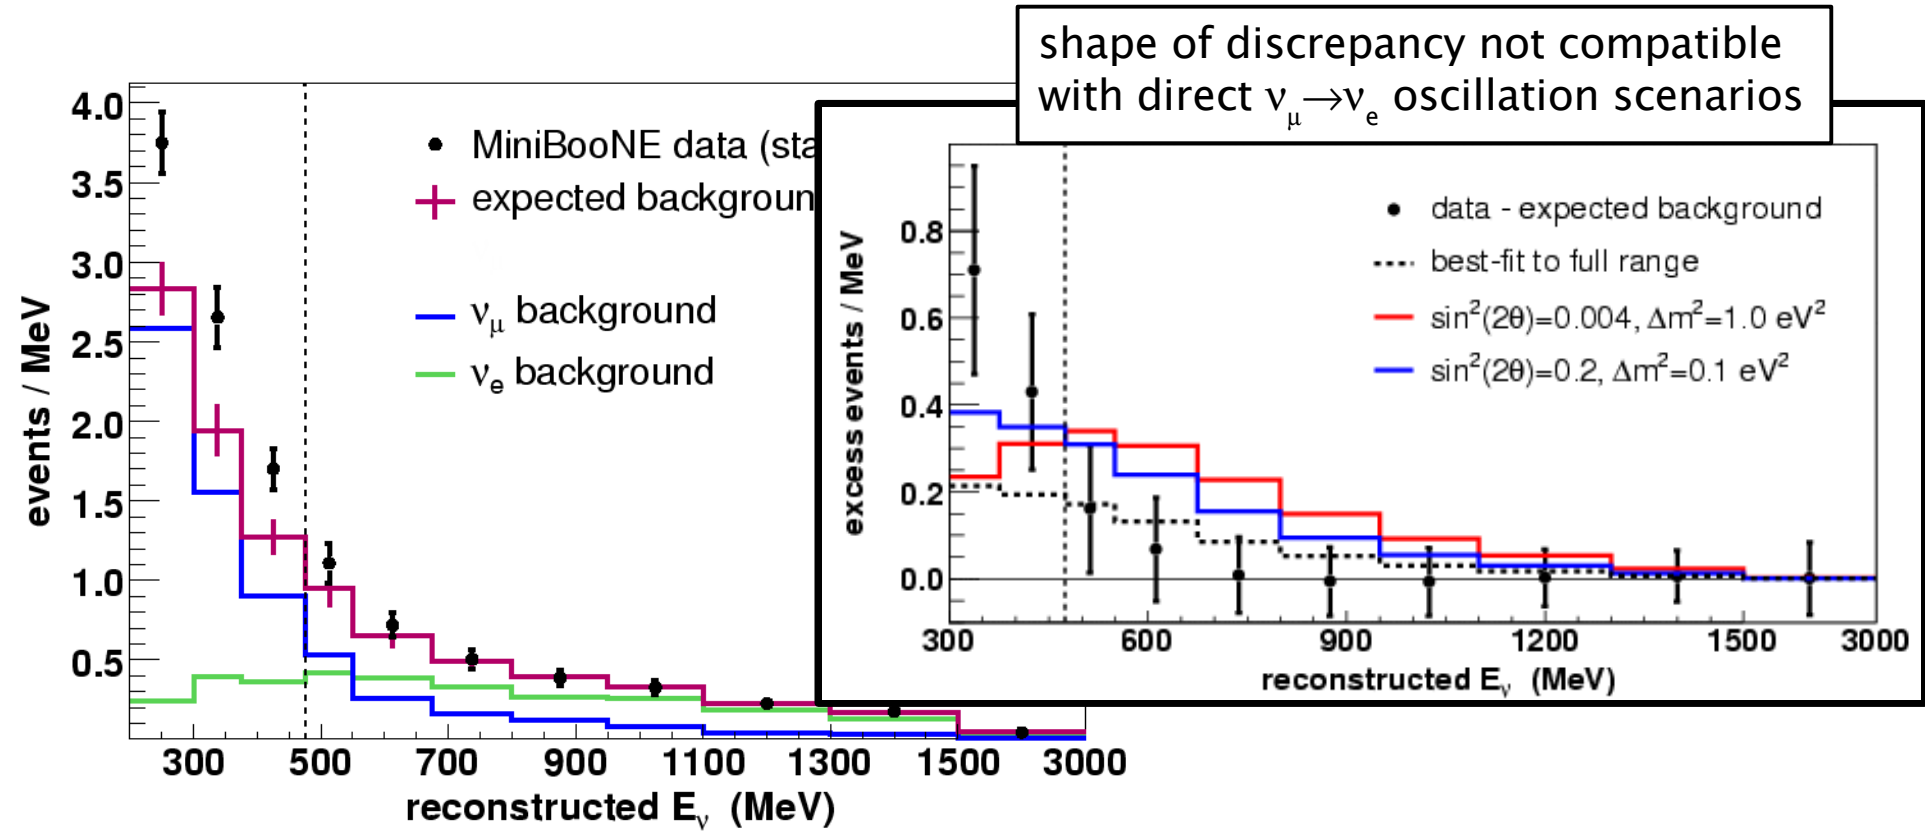 shape of discrepancy not compatible
with direct νμ→νe oscillation scenarios
4.0
3.5
3.0
2.5
2.0
1.5
1.0
0.5
events / MeV
MiniBooNE data (sta
expected backgroun
νμ background
νe background
300 500 700 900 1100 1300 1500 3000
reconstructed Eν (MeV)
0.8
0.6
0.4
0.2
0.0
excess events / MeV
data - expected background
best-fit to full range
sin²(2θ)=0.004, Δm²=1.0 eV²
sin²(2θ)=0.2, Δm²=0.1 eV²
300 600 900 1200 1500 3000
reconstructed Eν (MeV)